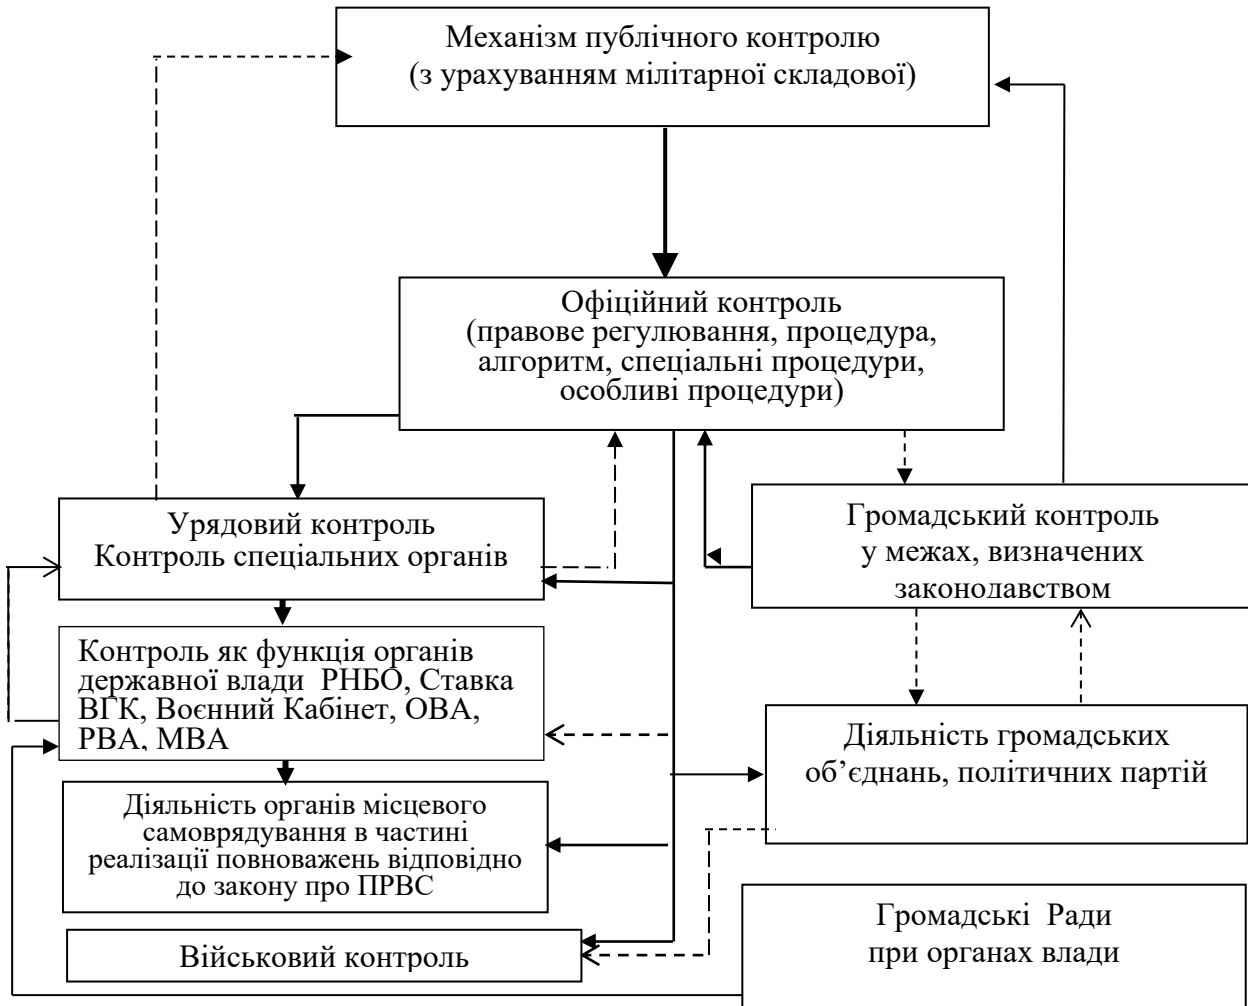 Механізм публічного контролю
(з урахуванням мілітарної складової)
Офіційний контроль
(правове регулювання, процедура,
алгоритм, спеціальні процедури,
особливі процедури)
Урядовий контроль
Контроль спеціальних органів
Громадський контроль
у межах, визначених
законодавством
Контроль як функція органів
державної влади РНБО, Ставка
ВГК, Воєнний Кабінет, ОВА,
РВА, МВА
Діяльність громадських
об’єднань, політичних партій
Діяльність органів місцевого
самоврядування в частині
реалізації повноважень відповідно
до закону про ПРВС
Громадські Ради
при органах влади
Військовий контроль